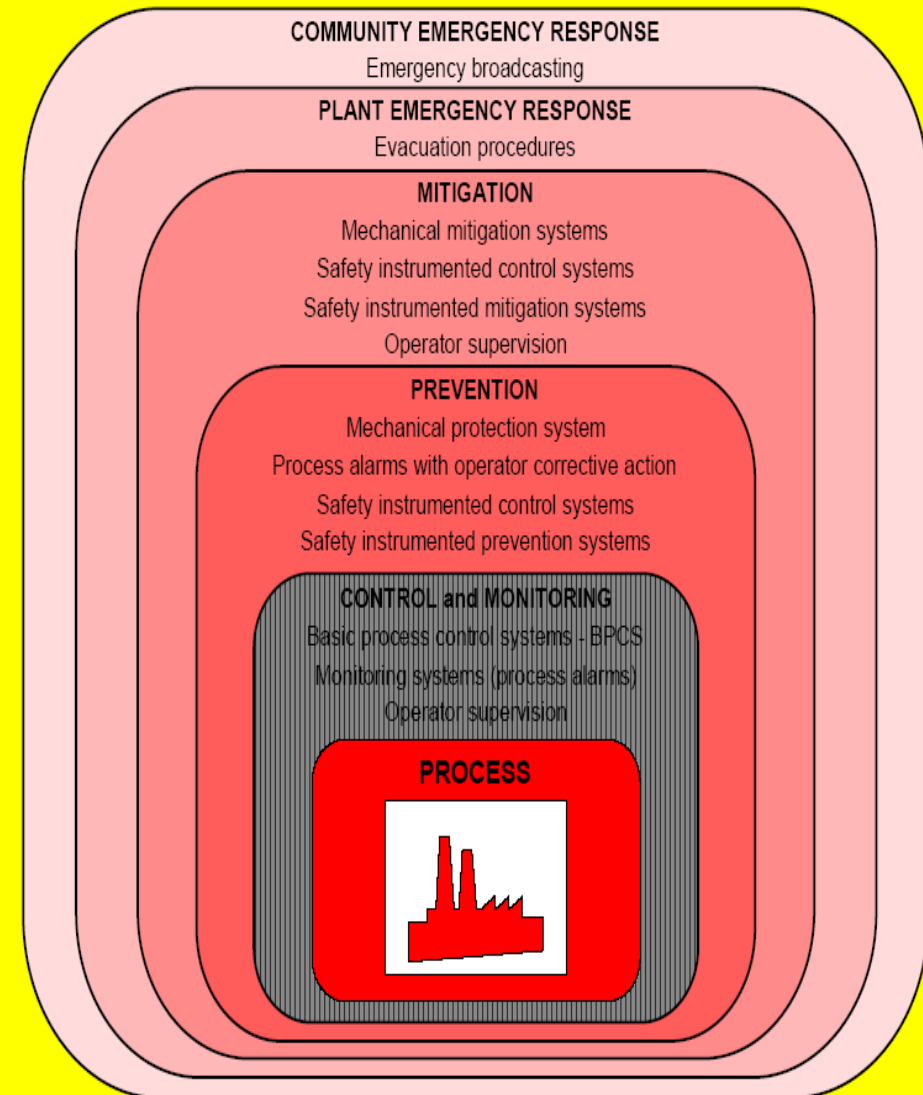 COMMUNITY EMERGENCY RESPONSE
Emergency broadcasting
PLANT EMERGENCY RESPONSE
Evacuation procedures
MITIGATION
Mechanical mitigation systems
Safety instrumented control systems
Safety instrumented mitigation systems
Operator supervision
PREVENTION
Mechanical protection system
Process alarms with operator corrective action
Safety instrumented control systems
Safety instrumented prevention systems
CONTROL and MONITORING
Basic process control systems - BPCS
Monitoring systems (process alarms)
Operator supervision
PROCESS